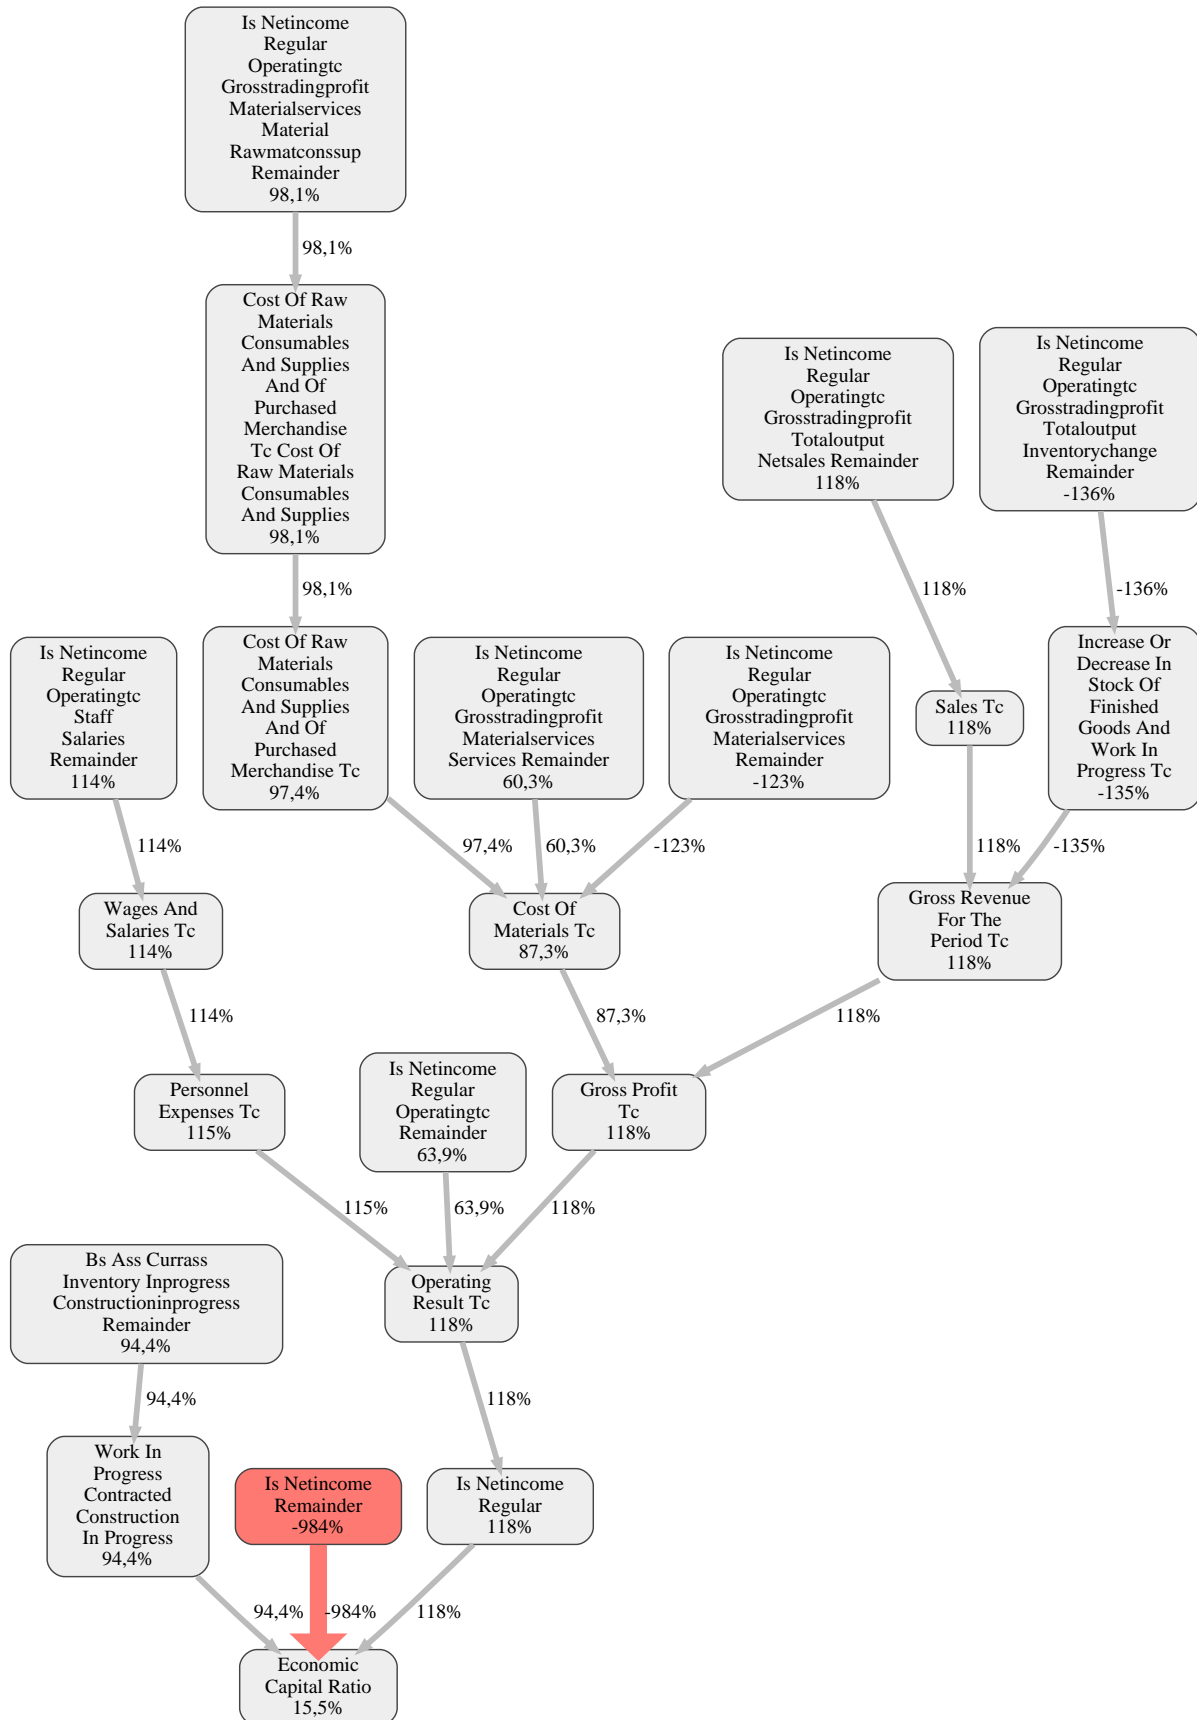 Is Netincome
Regular
Operatingtc
Grosstradingprofit
Materialservices
Material
Rawmatconssup
Remainder
98,1%
98,1%
Cost Of Raw
Materials
Consumables
And Supplies
And Of
Purchased
Merchandise
Tc Cost Of
Raw Materials
Consumables
And Supplies
98,1%
Is Netincome
Regular
Operatingtc
Grosstradingprofit
Totaloutput
Netsales Remainder
118%
Is Netincome
Regular
Operatingtc
Grosstradingprofit
Totaloutput
Inventorychange
Remainder
-136%
98,1%
118%
-136%
Is Netincome
Regular
Operatingtc
Staff
Salaries
Remainder
114%
Cost Of Raw
Materials
Consumables
And Supplies
And Of
Purchased
Merchandise Tc
97,4%
Is Netincome
Regular
Operatingtc
Grosstradingprofit
Materialservices
Services Remainder
60,3%
Is Netincome
Regular
Operatingtc
Grosstradingprofit
Materialservices
Remainder
-123%
Sales Tc
118%
Increase Or
Decrease In
Stock Of
Finished
Goods And
Work In
Progress Tc
-135%
114%
97,4%
60,3%
-123%
118%
-135%
Wages And
Salaries Tc
114%
Cost Of
Materials Tc
87,3%
Gross Revenue
For The
Period Tc
118%
114%
87,3%
118%
Personnel
Expenses Tc
115%
Is Netincome
Regular
Operatingtc
Remainder
63,9%
Gross Profit
Tc
118%
115%
63,9%
118%
Bs Ass Currass
Inventory Inprogress
Constructioninprogress
Remainder
94,4%
Operating
Result Tc
118%
94,4%
118%
Work In
Progress
Contracted
Construction
In Progress
94,4%
Is Netincome
Remainder
-984%
Is Netincome
Regular
118%
94,4%
-984%
118%
Economic
Capital Ratio
15,5%